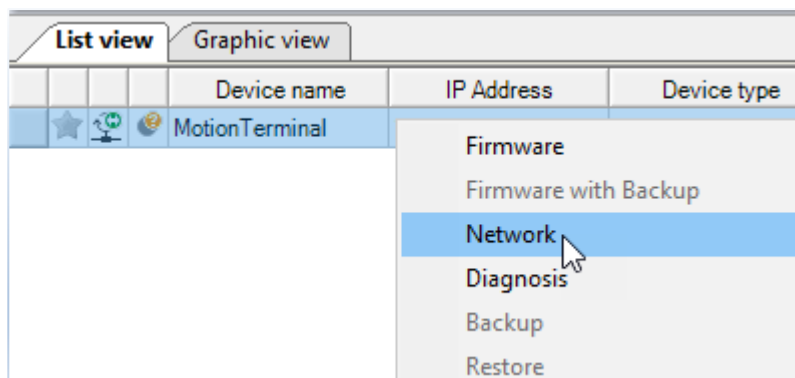 List view Graphic view
Device name IP Address Device type
MotionTerminal
Firmware
Firmware with Backup
Network
Diagnosis
Backup
Restore